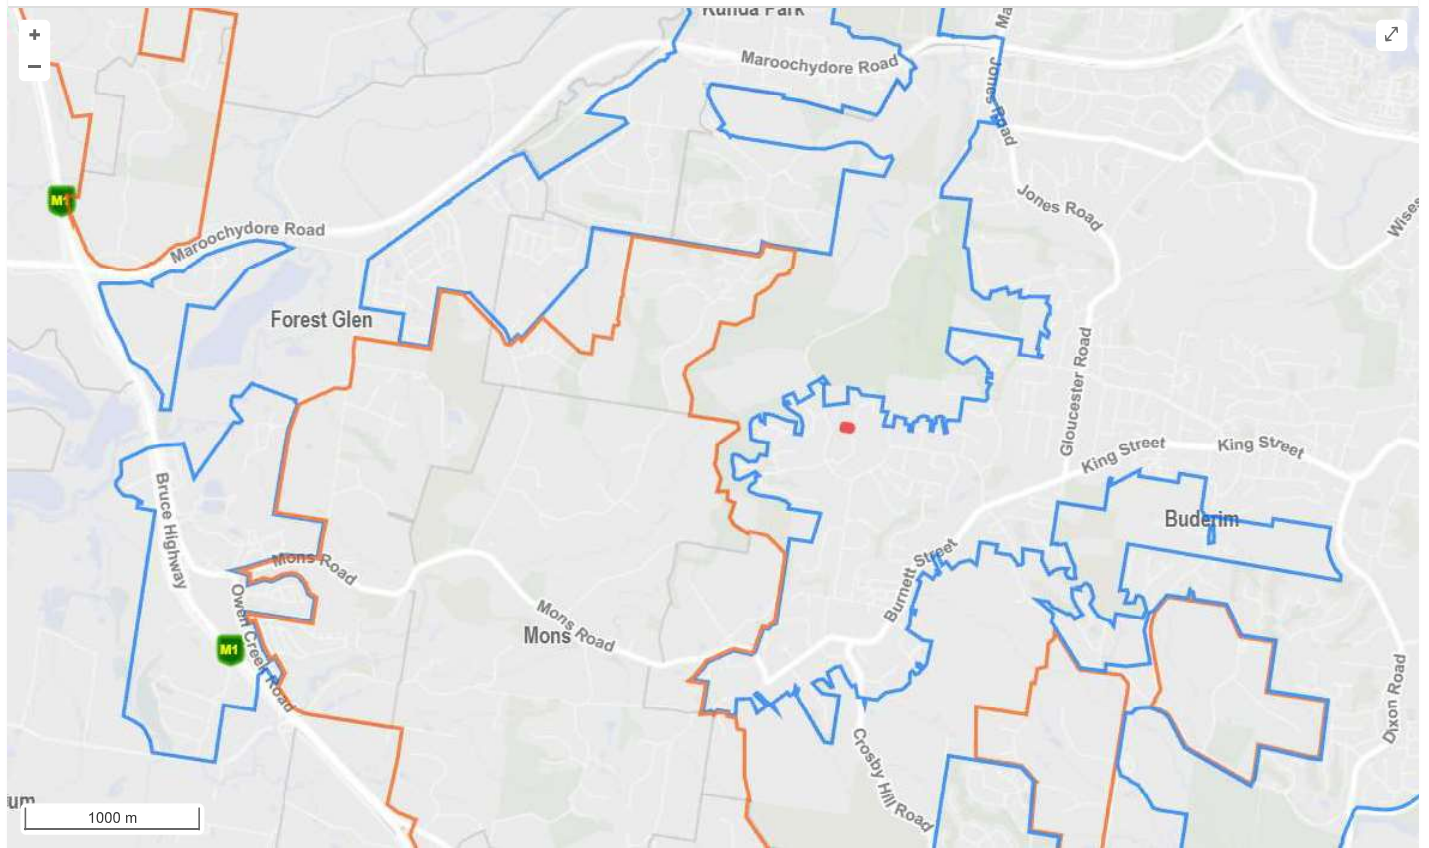 +
−
Kunda Park
Ma
Maroochydore Road
Jones Road
M1
Jones Road
Wises
Maroochydore Road
Forest Glen
Gloucester Road
King Street
King Street
Bruce Highway
Buderim
Mons Road
Burnett Street
Owen Creek Road
Mons Road
Mons
M1
Dixon Road
Crosby Hill Road
um
1000 m